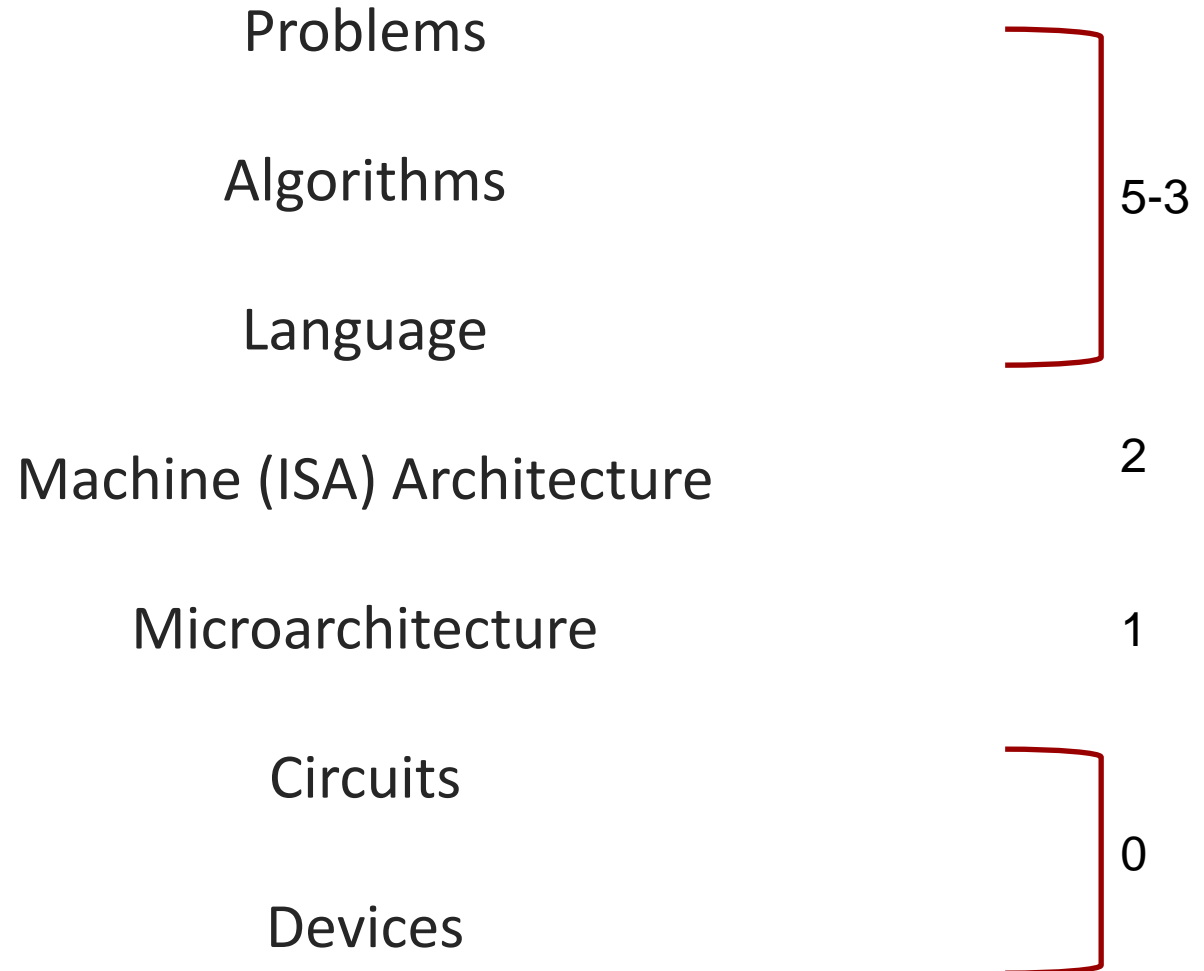 Problems
Algorithms
5-3
Language
Machine (ISA) Architecture
2
Microarchitecture
1
Circuits
0
Devices